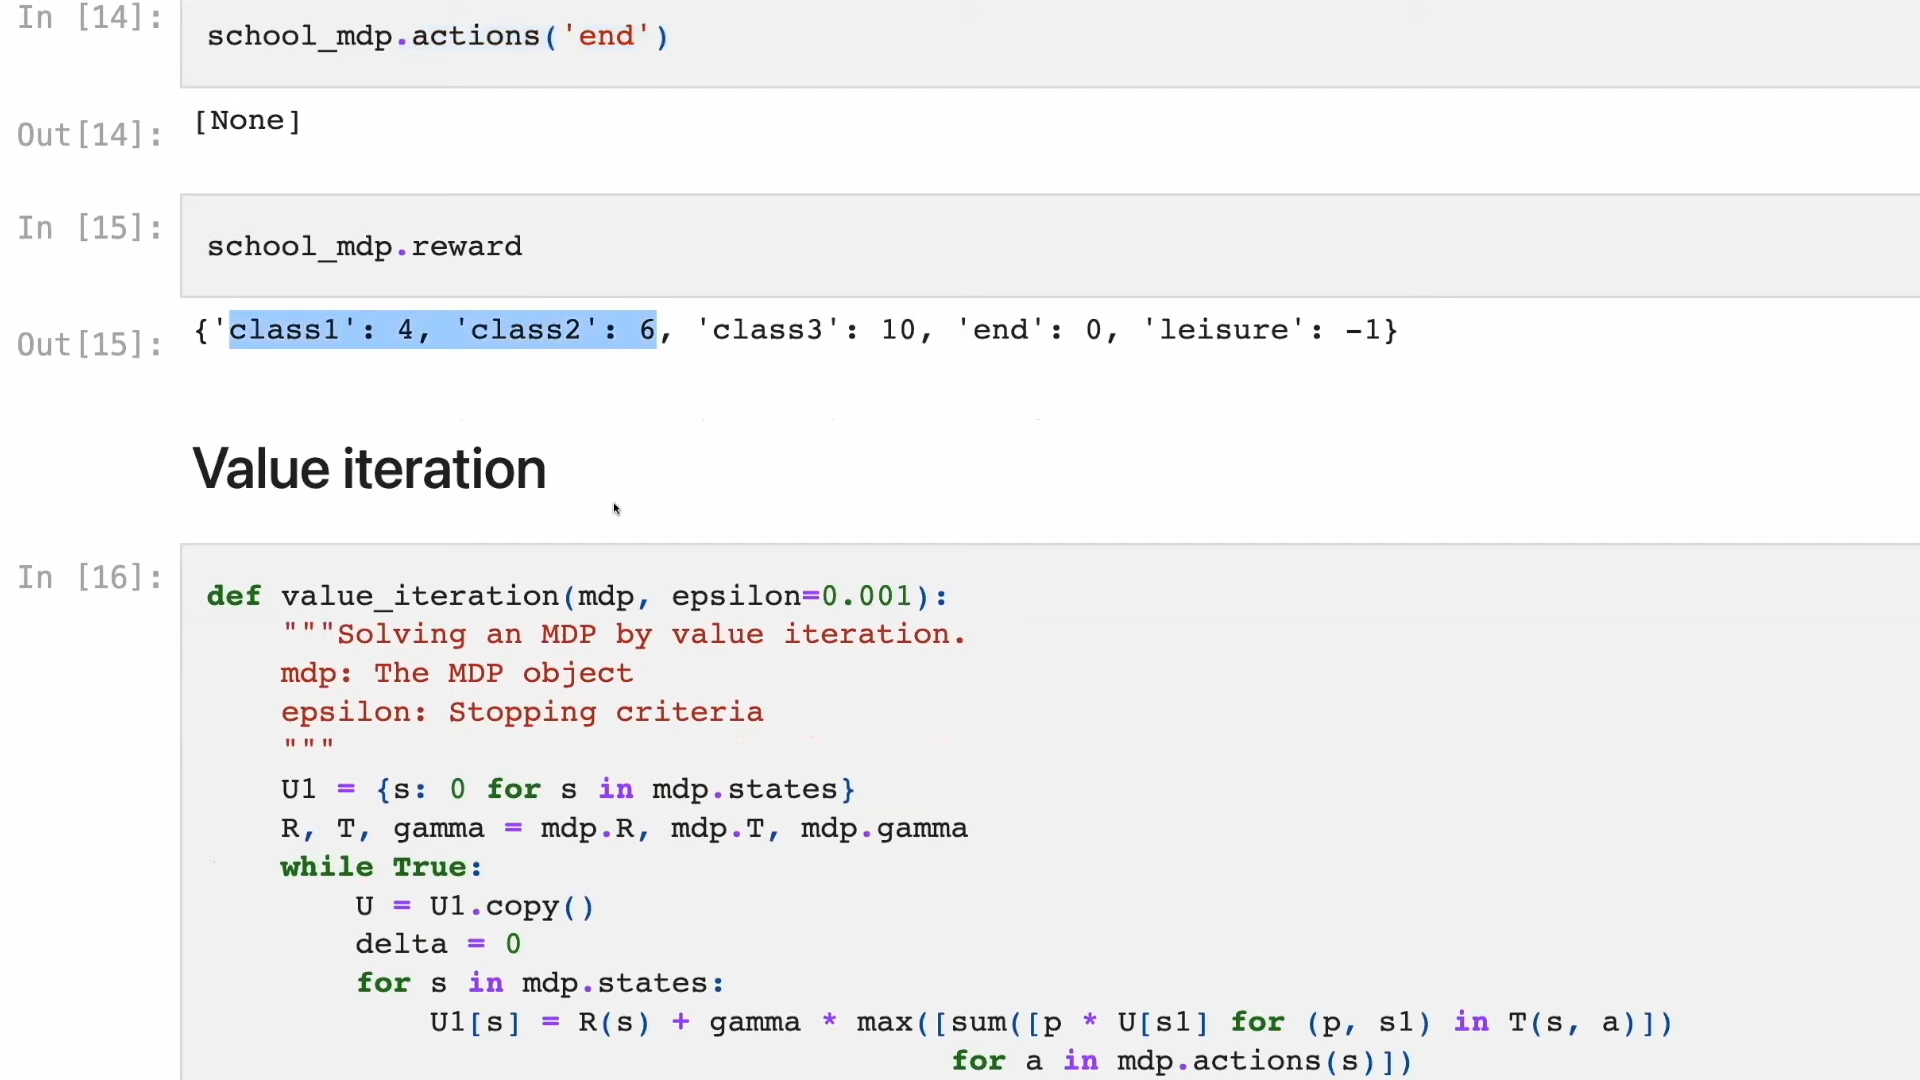 In [14]:
school_mdp.actions('end')
Out[14]:
[None]
In [15]:
school_mdp.reward
Out[15]:
{'class1': 4, 'class2': 6, 'class3': 10, 'end': 0, 'leisure': -1}
Value iteration
In [16]:
def value_iteration(mdp, epsilon=0.001):
    """Solving an MDP by value iteration.
    mdp: The MDP object
    epsilon: Stopping criteria
    """
    U1 = {s: 0 for s in mdp.states}
    R, T, gamma = mdp.R, mdp.T, mdp.gamma
    while True:
        U = U1.copy()
        delta = 0
        for s in mdp.states:
            U1[s] = R(s) + gamma * max([sum([p * U[s1] for (p, s1) in T(s, a)])
                                        for a in mdp.actions(s)])